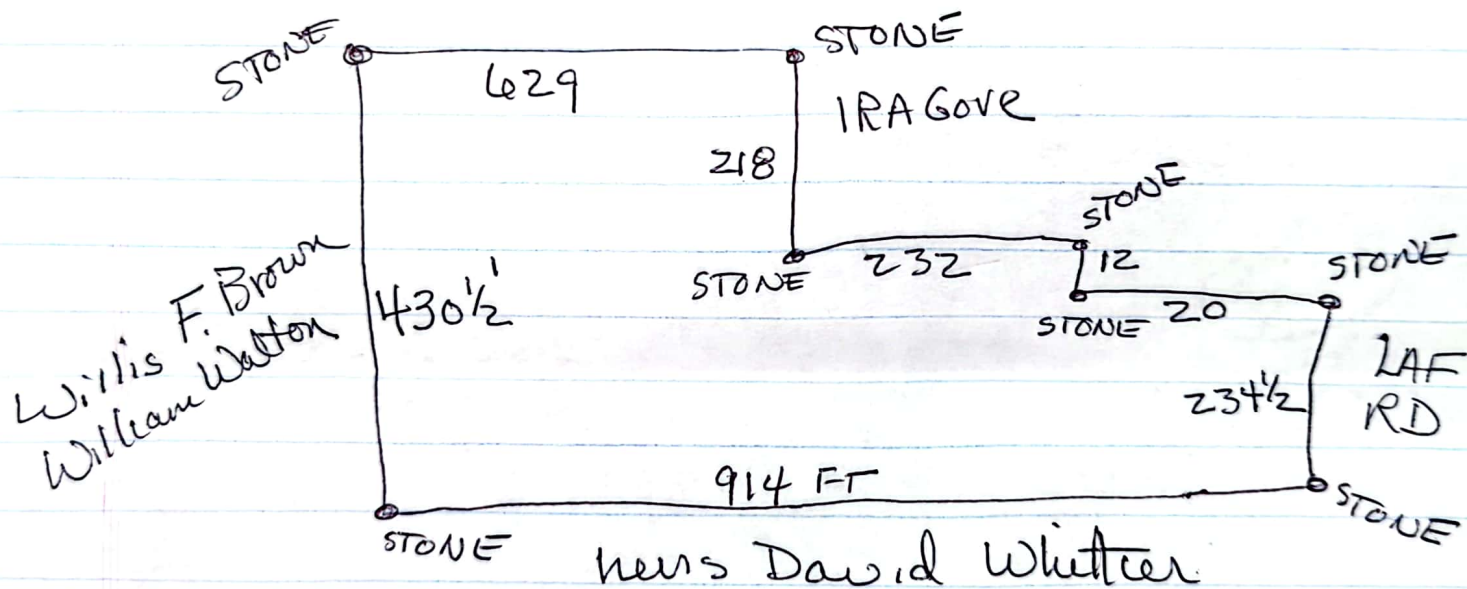 STONE
STONE
629
IRA Gove
218
STONE
STONE
232
12
STONE
STONE
20
Willis F. Brown
William Walton
430½'
LAF
RD
234½
914 FT
STONE
STONE
heirs David Whittier